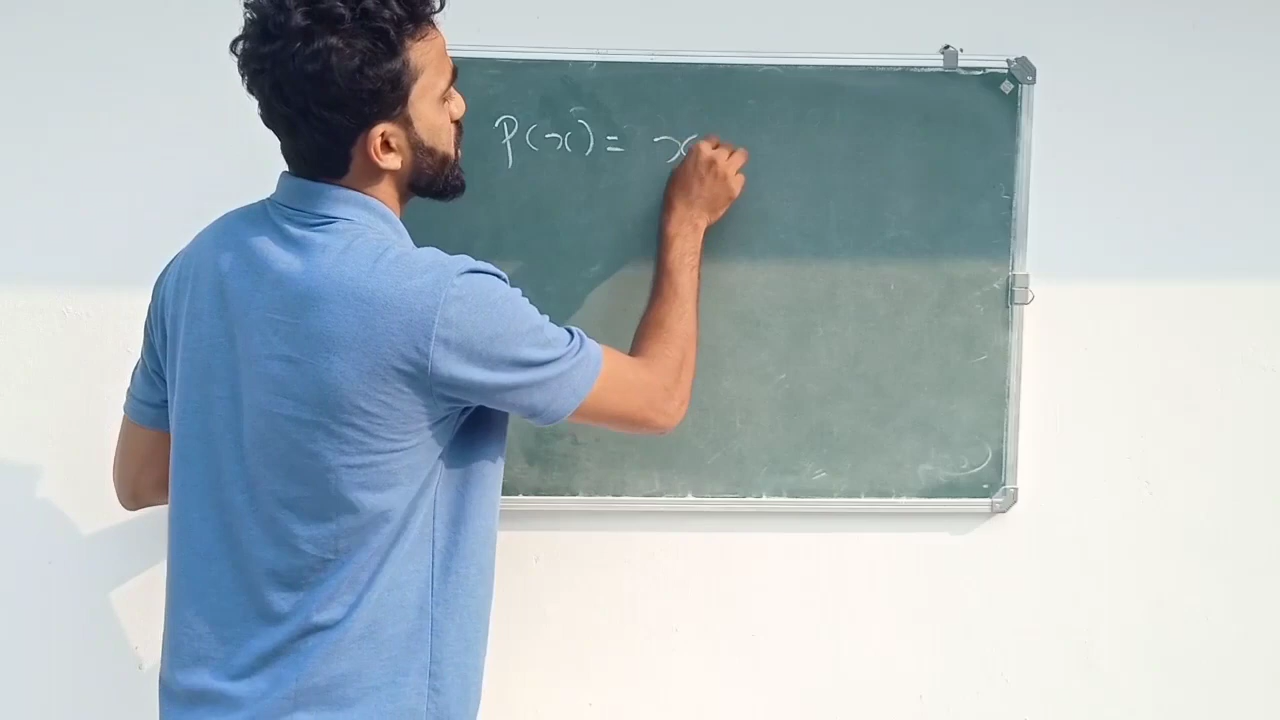 P(x) = x